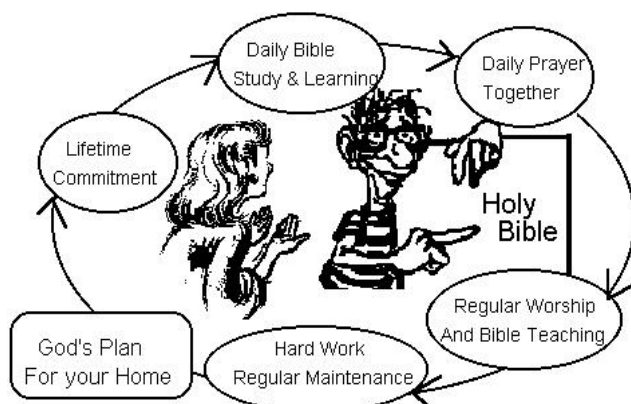 Daily Bible
Study & Learning
Daily Prayer
Together
Lifetime
Commitment
Holy
Bible
Regular Worship
And Bible Teaching
Hard Work
Regular Maintenance
God's Plan
For your Home